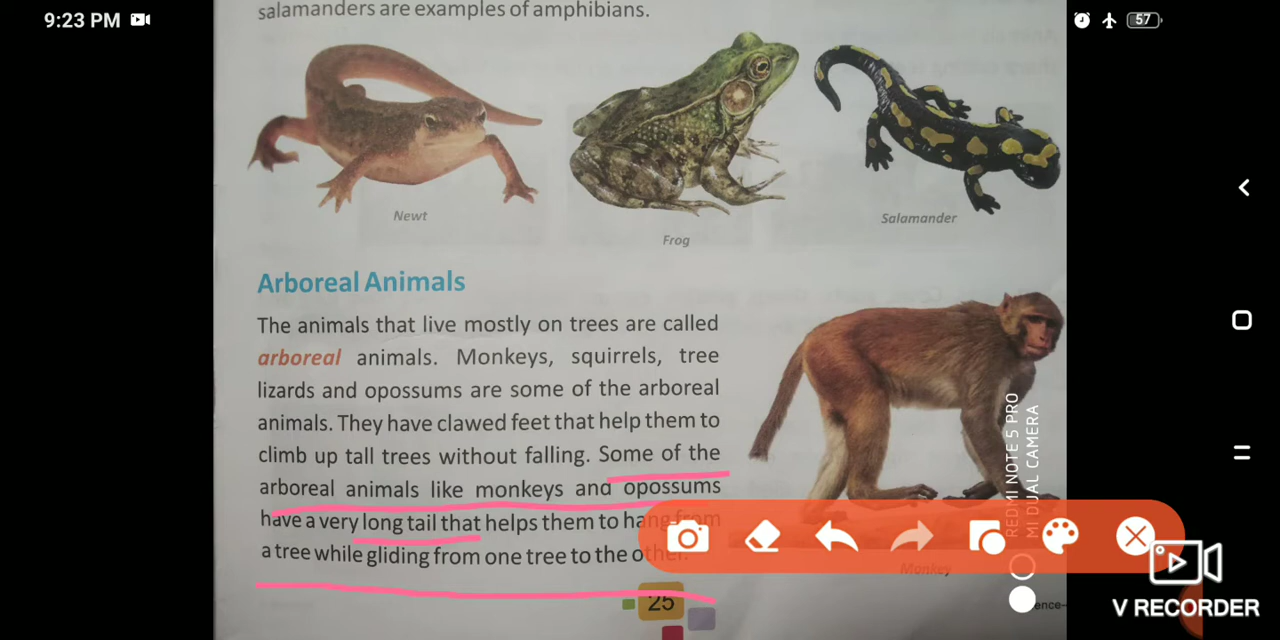 9:23 PM
57
salamanders are examples of amphibians.
Newt
Frog
Salamander
Arboreal Animals
The animals that live mostly on trees are called
arboreal animals. Monkeys, squirrels, tree
lizards and opossums are some of the arboreal
animals. They have clawed feet that help them to
climb up tall trees without falling. Some of the
arboreal animals like monkeys and opossums
have a very long tail that helps them to hang from
a tree while gliding from one tree to the other.
Monkey
25
REDMI NOTE 5 PRO
MI DUAL CAMERA
V RECORDER